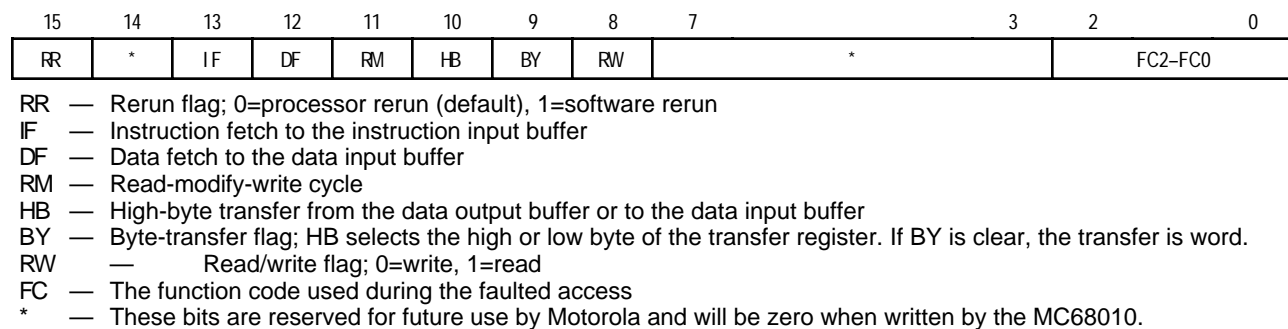 15 14 13 12 11 10 9 8 7 3 2 0
RR * IF DF RM HB BY RW * FC2–FC0
RR — Rerun flag; 0=processor rerun (default), 1=software rerun
IF — Instruction fetch to the instruction input buffer
DF — Data fetch to the data input buffer
RM — Read-modify-write cycle
HB — High-byte transfer from the data output buffer or to the data input buffer
BY — Byte-transfer flag; HB selects the high or low byte of the transfer register. If BY is clear, the transfer is word.
RW — Read/write flag; 0=write, 1=read
FC — The function code used during the faulted access
* — These bits are reserved for future use by Motorola and will be zero when written by the MC68010.